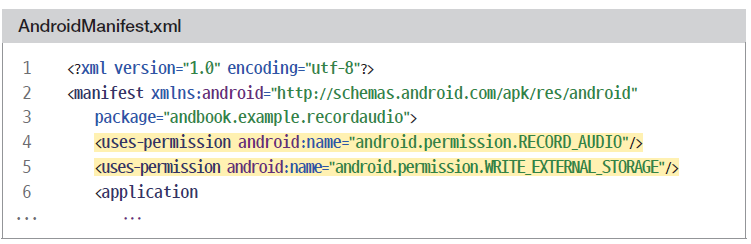 AndroidManifest.xml
1 <?xml version="1.0" encoding="utf-8"?>
2 <manifest xmlns:android="http://schemas.android.com/apk/res/android"
3 package="andbook.example.recordaudio">
4 <uses-permission android:name="android.permission.RECORD_AUDIO"/>
5 <uses-permission android:name="android.permission.WRITE_EXTERNAL_STORAGE"/>
6 <application
... ...